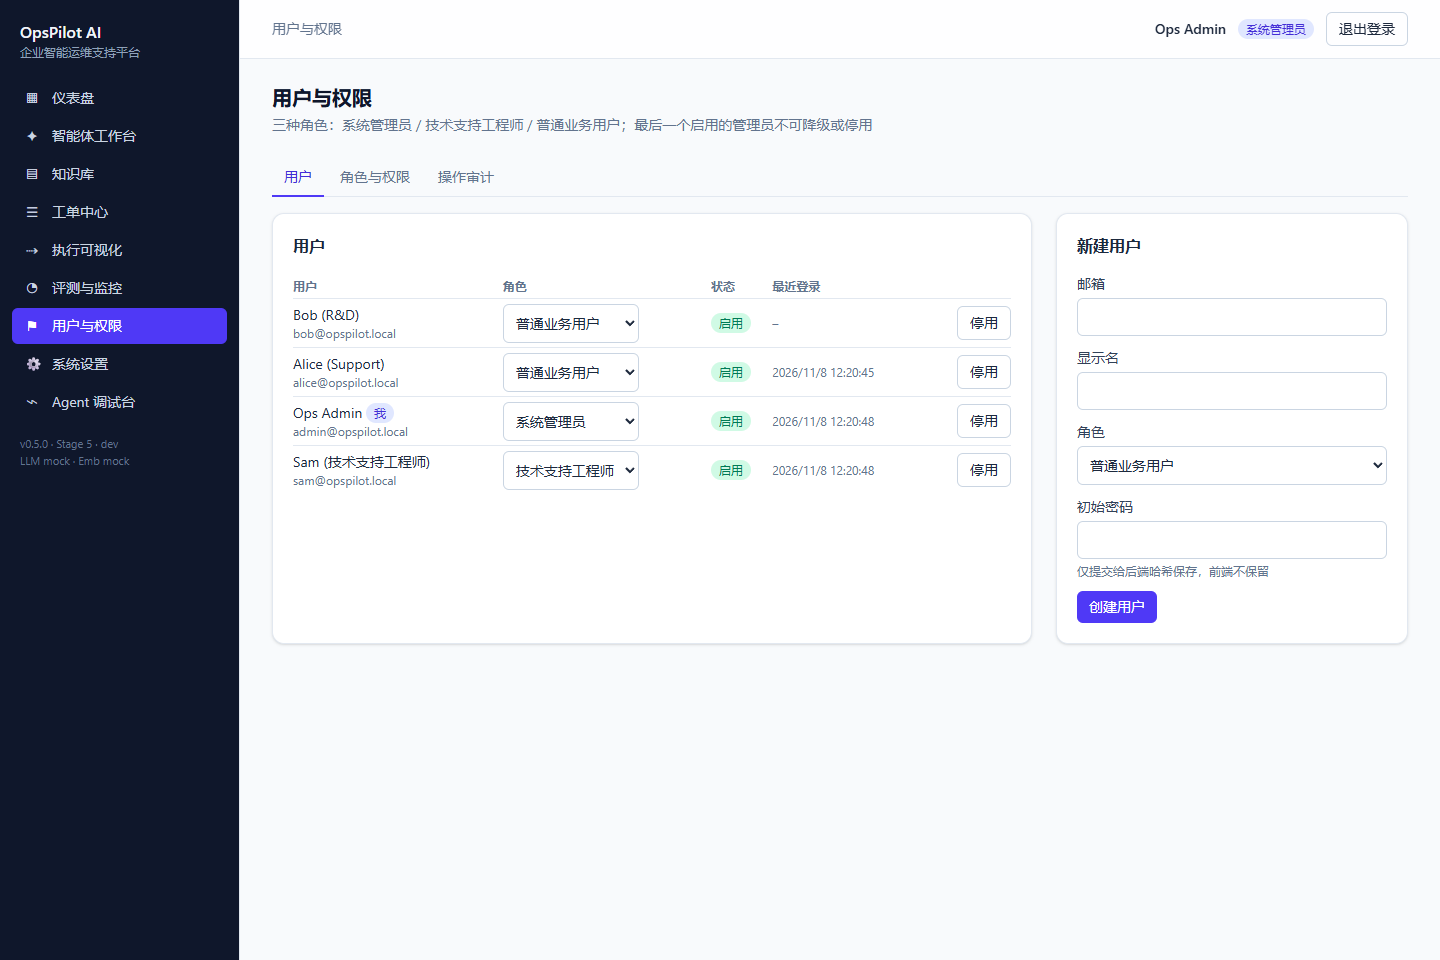 OpsPilot AI
企业智能运维支持平台
仪表盘
智能体工作台
知识库
工单中心
执行可视化
评测与监控
用户与权限
系统设置
Agent 调试台
v0.5.0 · Stage 5 · dev
LLM mock · Emb mock
用户与权限
Ops Admin 系统管理员 退出登录
用户与权限
三种角色：系统管理员 / 技术支持工程师 / 普通业务用户；最后一个启用的管理员不可降级或停用
用户 角色与权限 操作审计
用户
用户 角色 状态 最近登录
Bob (R&D)
bob@opspilot.local
普通业务用户 启用 – 停用
Alice (Support)
alice@opspilot.local
普通业务用户 启用 2026/11/8 12:20:45 停用
Ops Admin 我
admin@opspilot.local
系统管理员 启用 2026/11/8 12:20:48 停用
Sam (技术支持工程师)
sam@opspilot.local
技术支持工程师 启用 2026/11/8 12:20:48 停用
新建用户
邮箱
显示名
角色
普通业务用户
初始密码
仅提交给后端哈希保存，前端不保留
创建用户